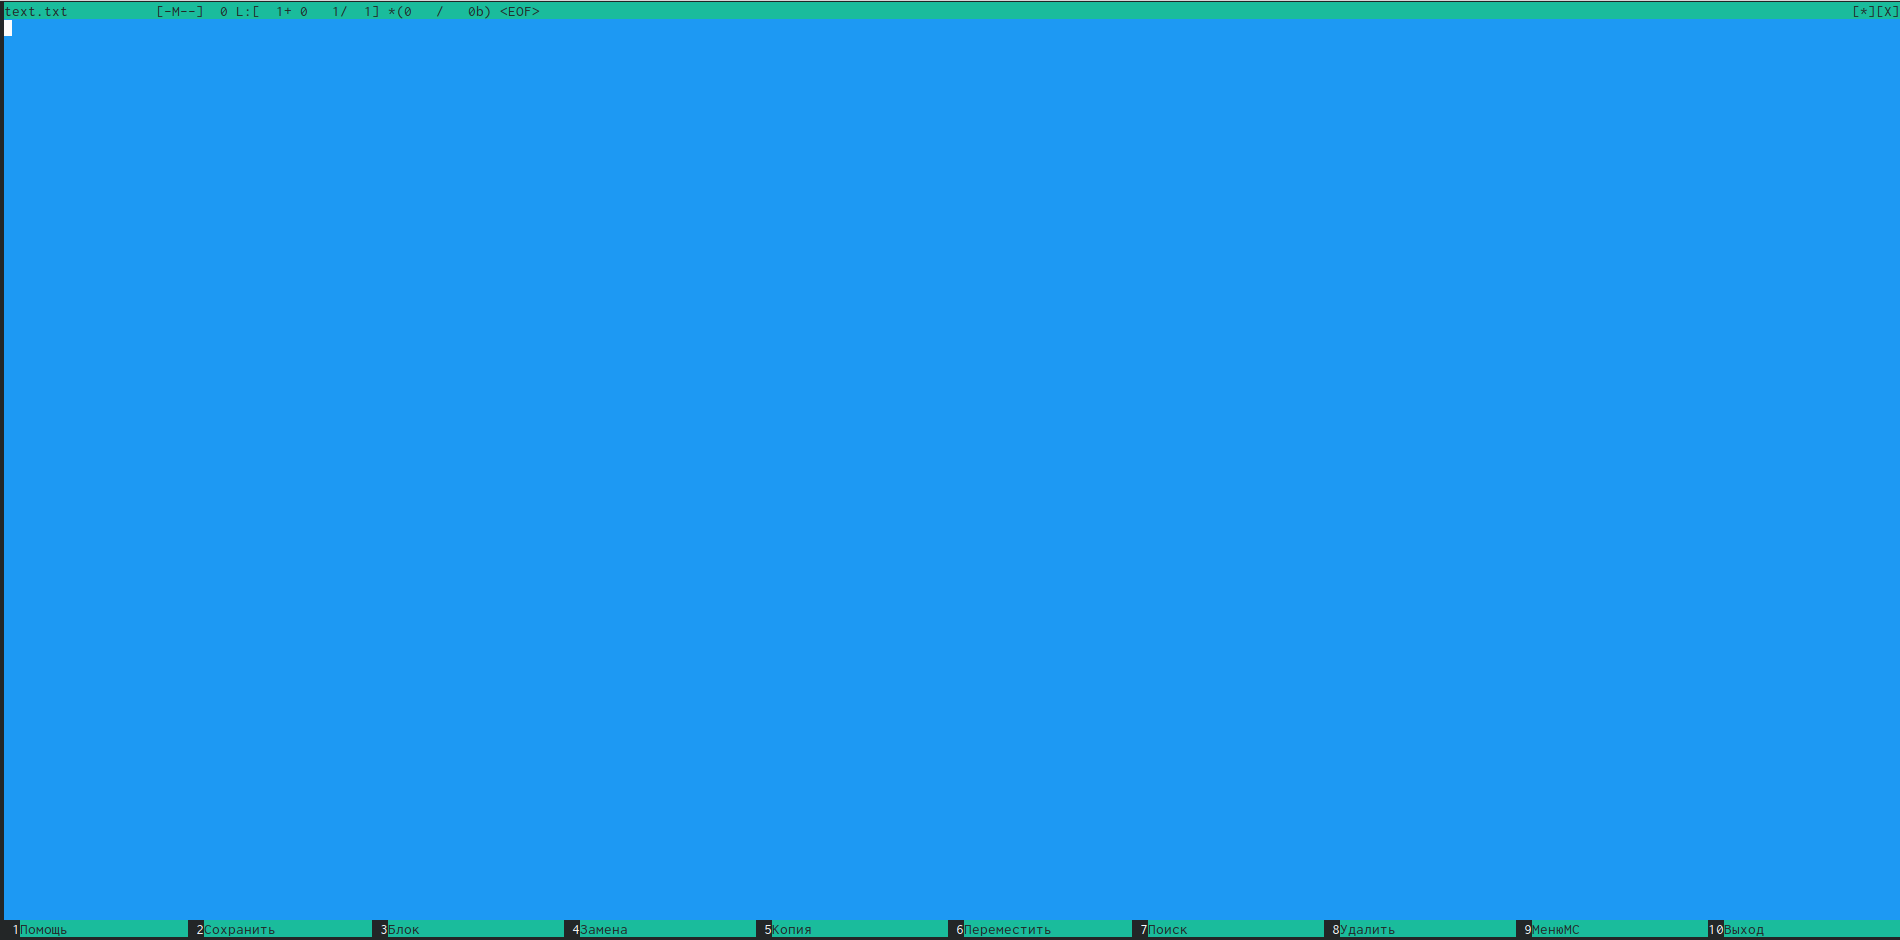 text.txt [-M--] 0 L:[ 1+ 0 1/ 1] *(0 / 0b) <EOF> [*][X]
1Помощь 2Сохранить 3Блок 4Замена 5Копия 6Переместить 7Поиск 8Удалить 9МенюMC 10Выход